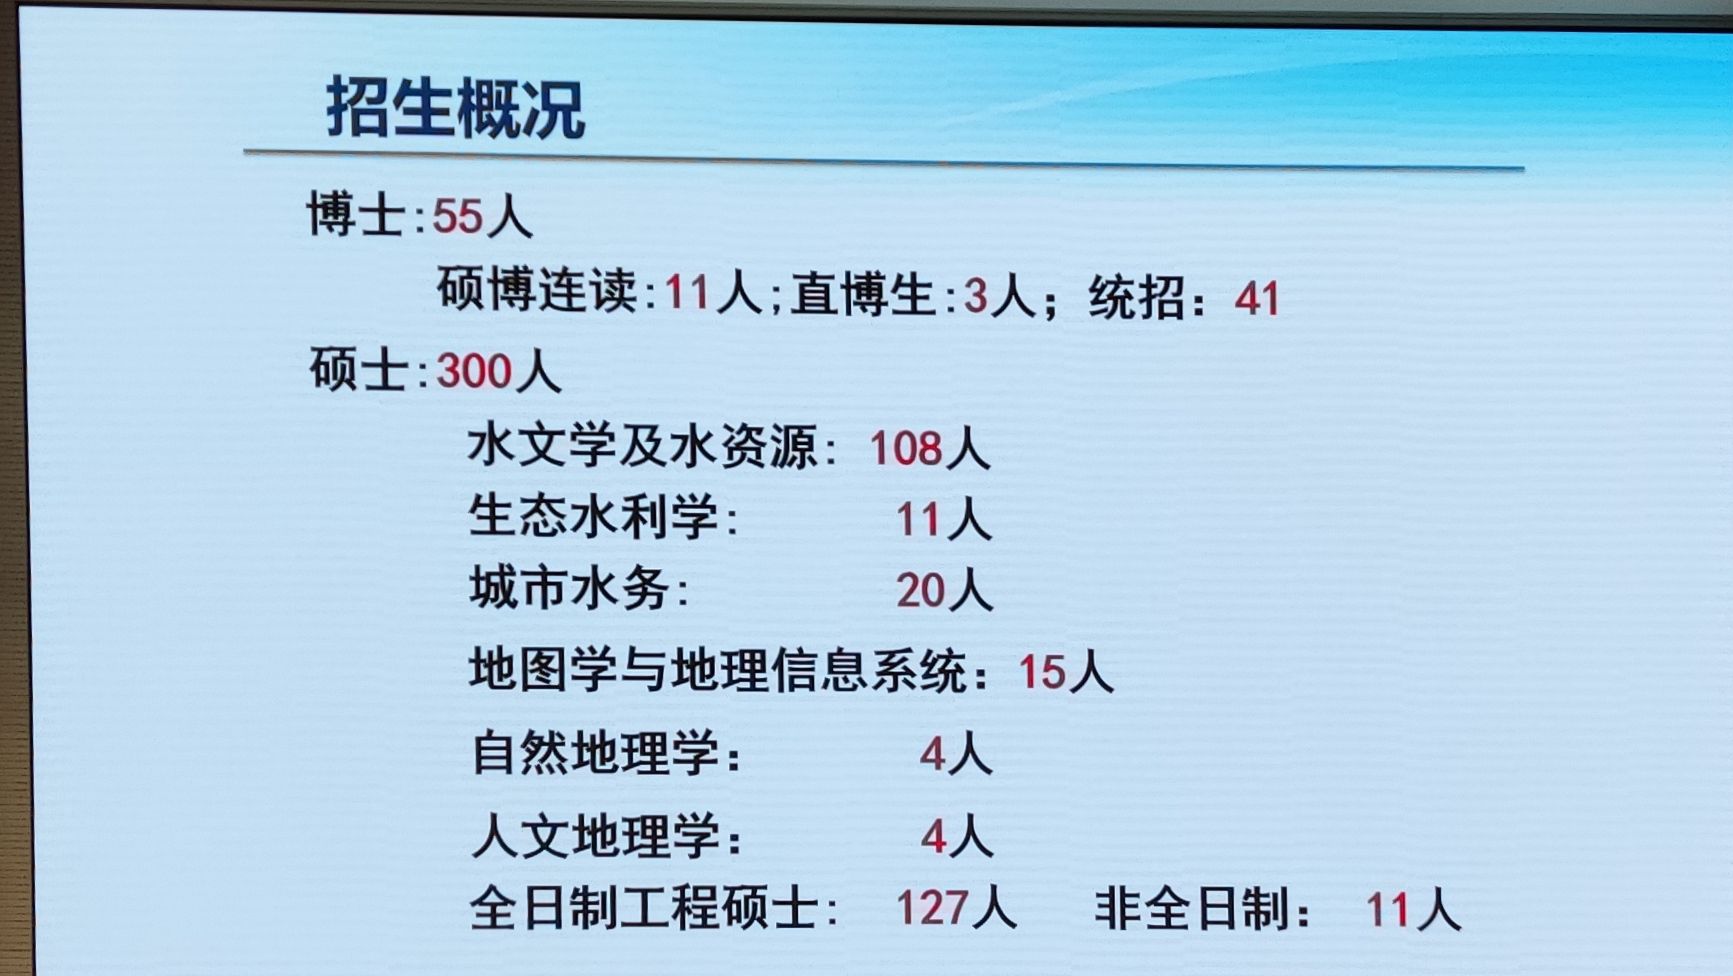 招生概况
博士:55人
硕博连读:11人;直博生:3人；统招：41
硕士:300人
水文学及水资源: 108人
生态水利学: 11人
城市水务: 20人
地图学与地理信息系统：15人
自然地理学： 4人
人文地理学： 4人
全日制工程硕士: 127人 非全日制： 11人